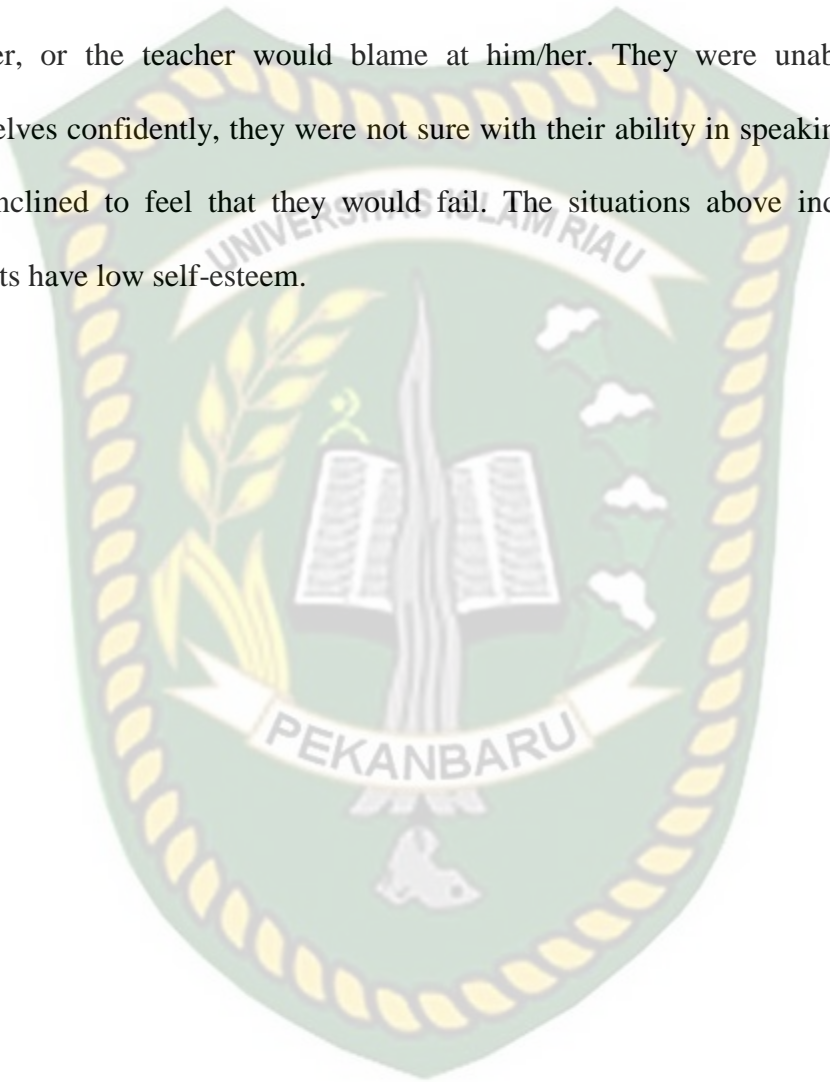 er, or the teacher would blame at him/her. They were unab
elves confidently, they were not sure with their ability in speakin
nclined to feel that they would fail. The situations above inc
ts have low self-esteem.
UNIVERSITAS ISLAM RIAU
PEKANBARU